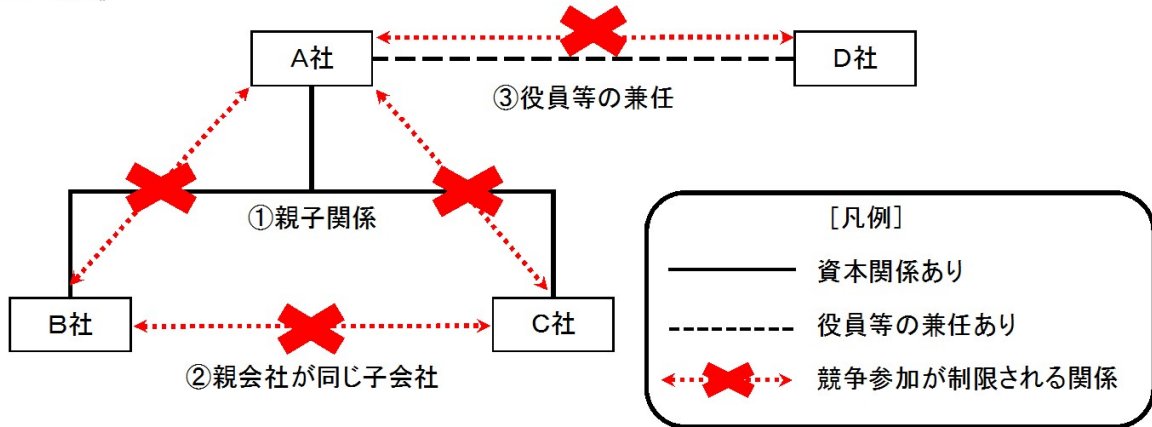 A社
D社
③役員等の兼任
①親子関係
B社
C社
②親会社が同じ子会社
[凡例]
資本関係あり
役員等の兼任あり
競争参加が制限される関係